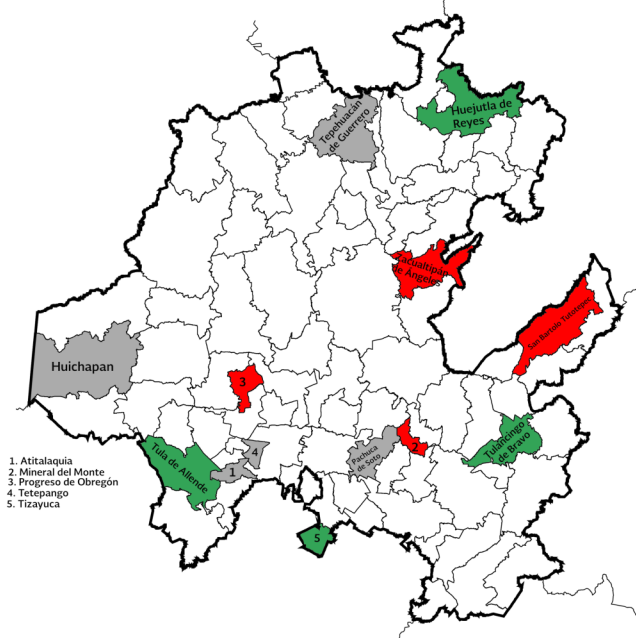 Huejutla de
Reyes
Tepehuacán
de Guerrero
Zacualtipán
de Ángeles
San Bartolo Tutotepec
Huichapan
3
Tula de Allende
4
1
Pachuca
de Soto
2
Tulancingo
de Bravo
5
1. Atitalaquia
2. Mineral del Monte
3. Progreso de Obregón
4. Tetepango
5. Tizayuca